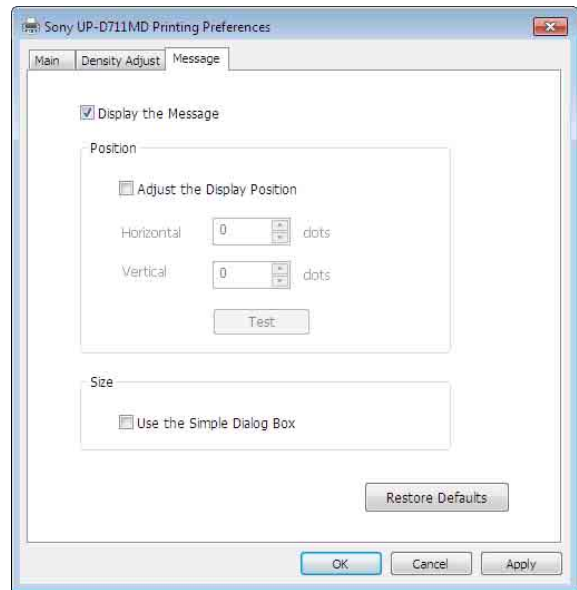 Sony UP-D711MD Printing Preferences
Main Density Adjust Message
Display the Message
Position
Adjust the Display Position
Horizontal 0 dots
Vertical 0 dots
Test
Size
Use the Simple Dialog Box
Restore Defaults
OK Cancel Apply